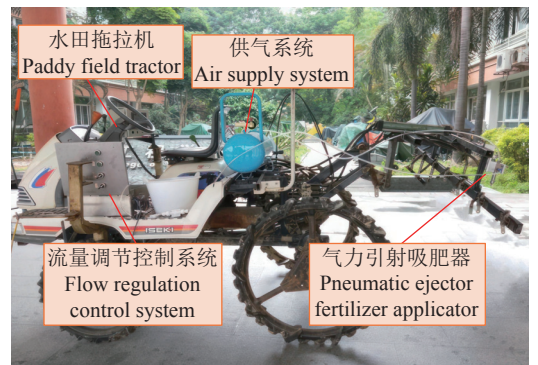 水田拖拉机
Paddy field tractor
供气系统
Air supply system
ISEKI
流量调节控制系统
Flow regulation
control system
气力引射吸肥器
Pneumatic ejector
fertilizer applicator